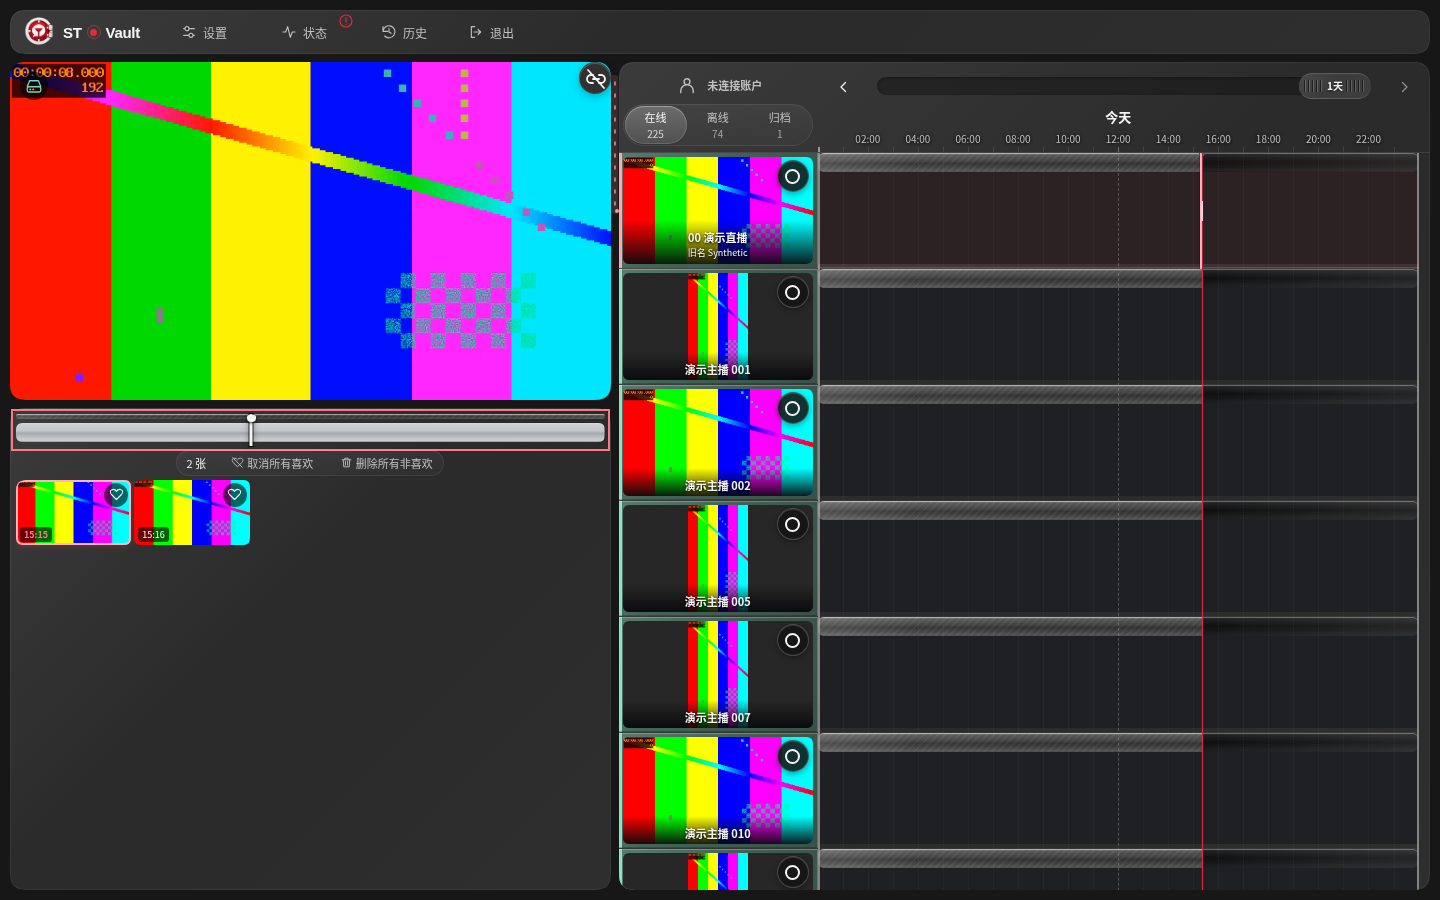 ST Vault
设置
状态
历史
退出
192
未连接账户
1天
在线
225
离线
74
归档
1
今天
02:00
04:00
06:00
08:00
10:00
12:00
14:00
16:00
18:00
20:00
22:00
00 演示直播
旧名 Synthetic
演示主播 001
演示主播 002
演示主播 005
演示主播 007
演示主播 010
2 张
取消所有喜欢
删除所有非喜欢
15:15
15:16